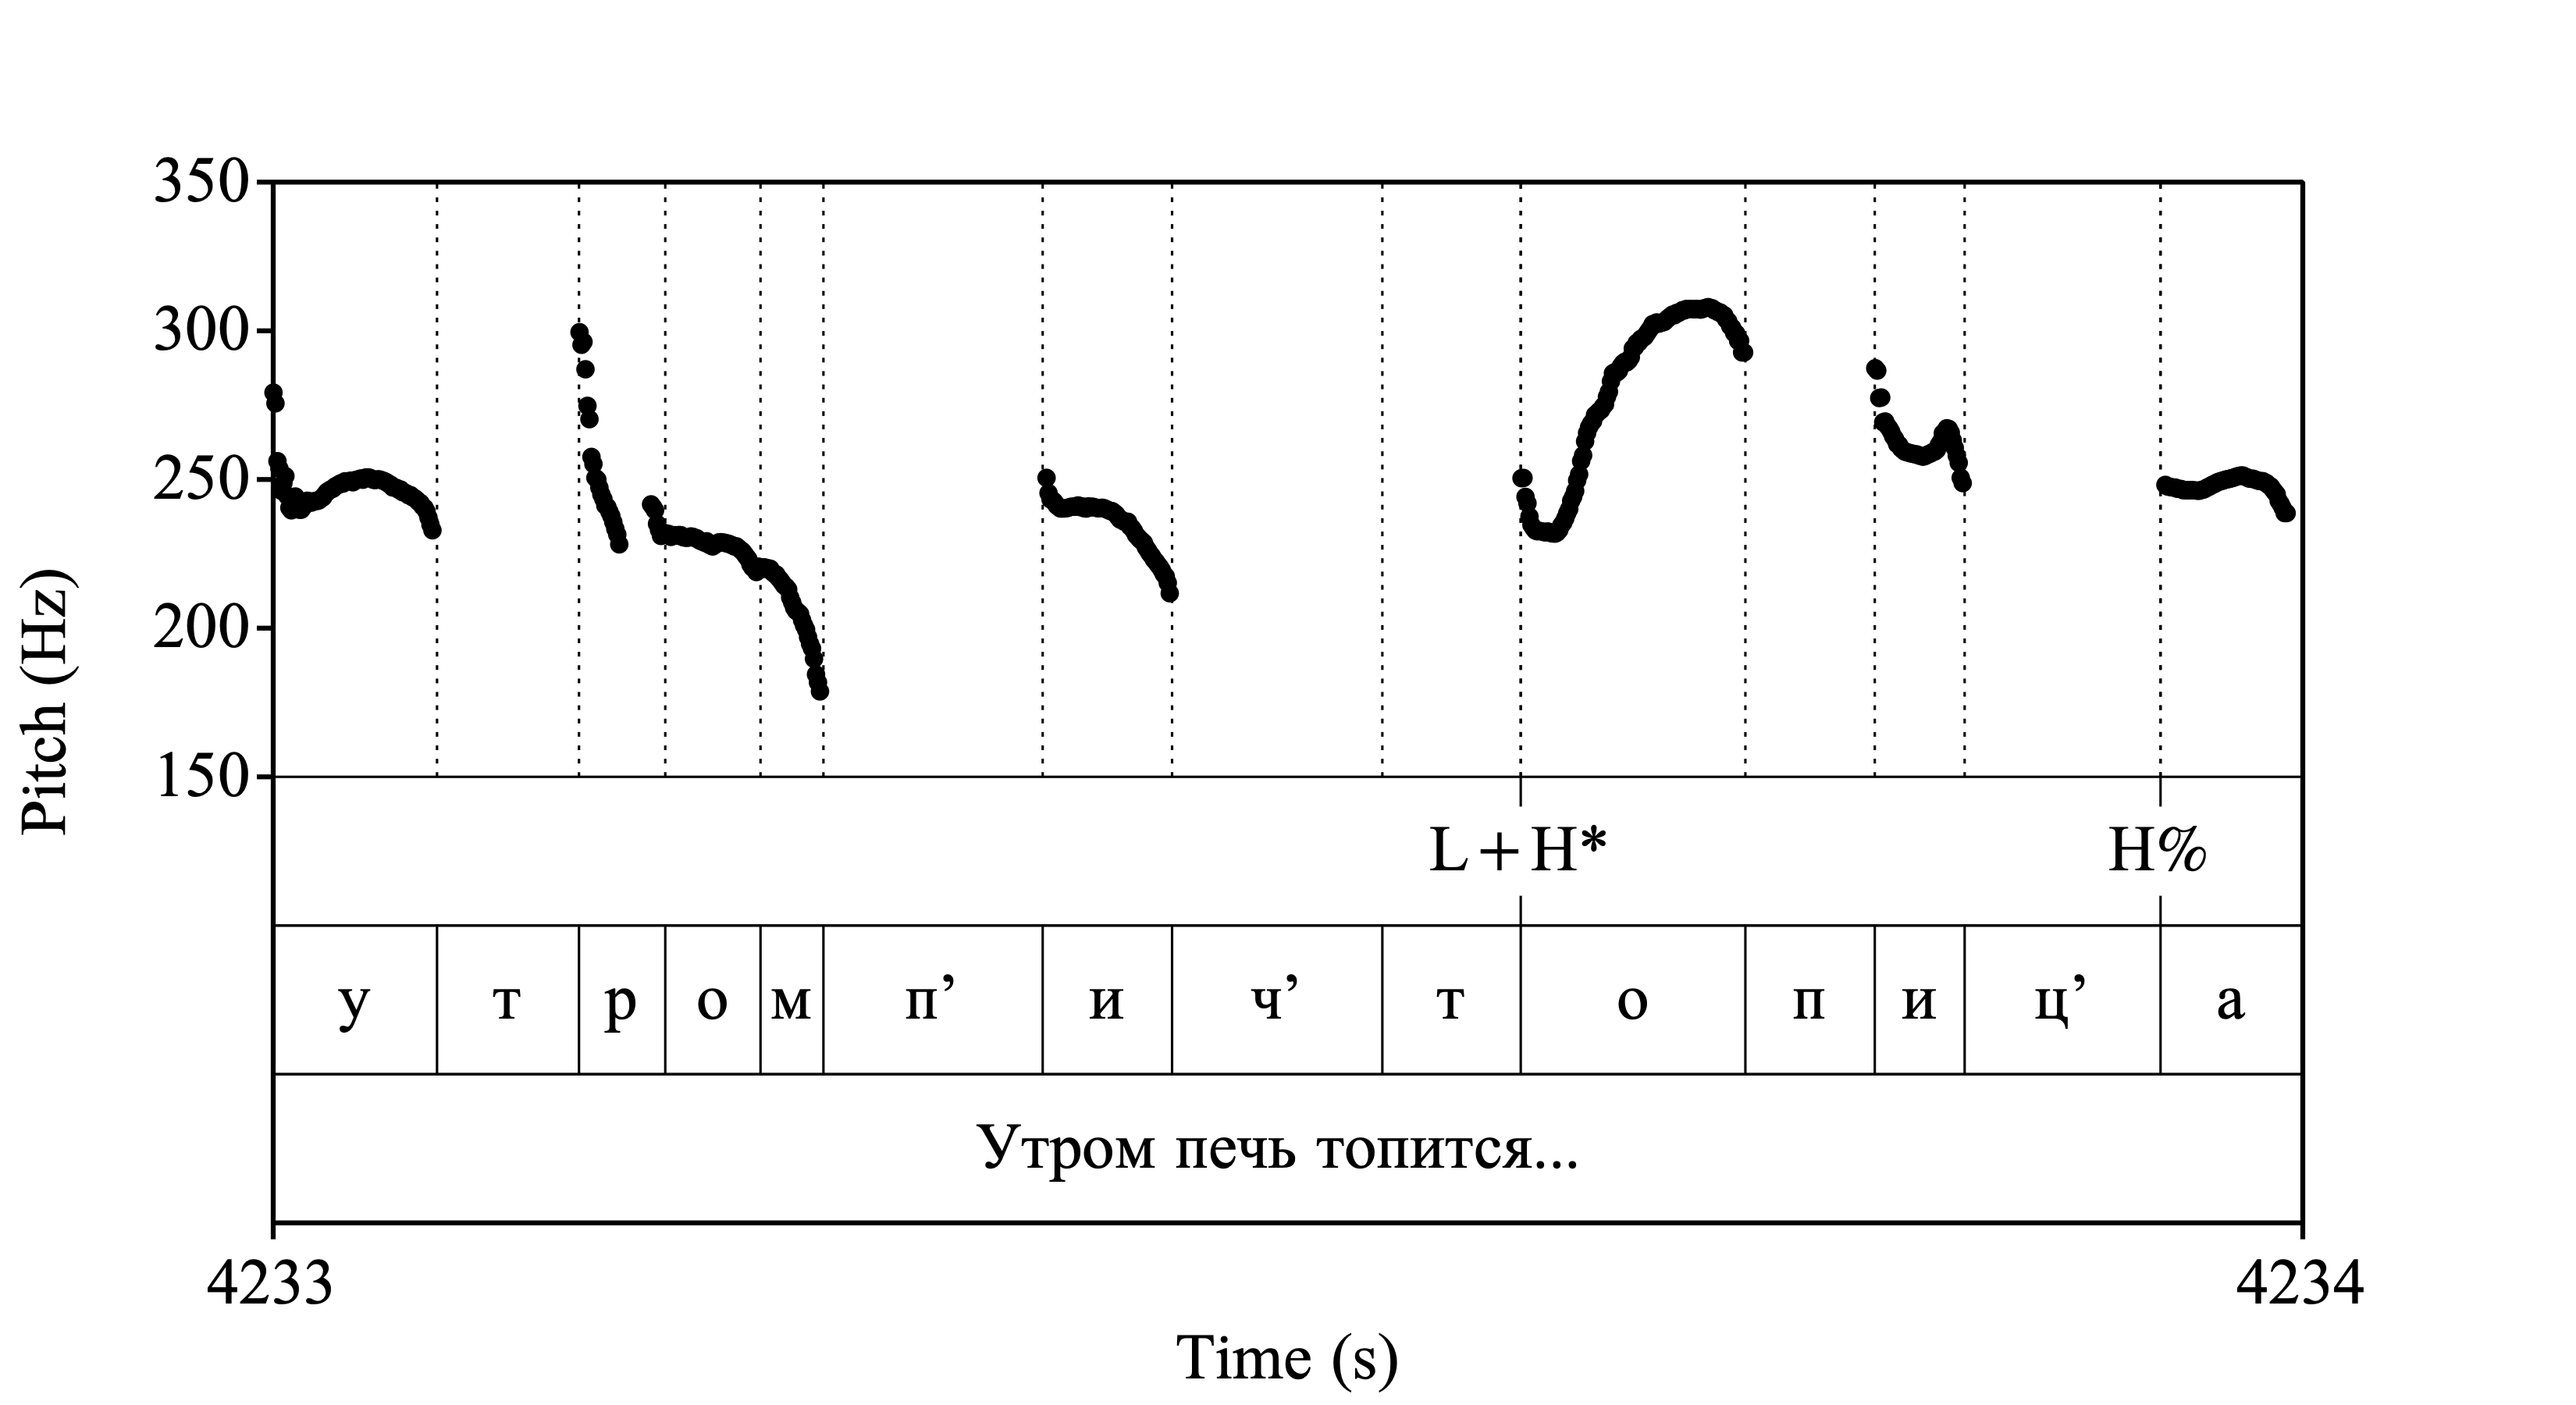 350
300
250
200
150
Pitch (Hz)
L+H* H%
у т р о м п’ и ч’ т о п и ц’ а
Утром печь топится...
4233 4234
Time (s)